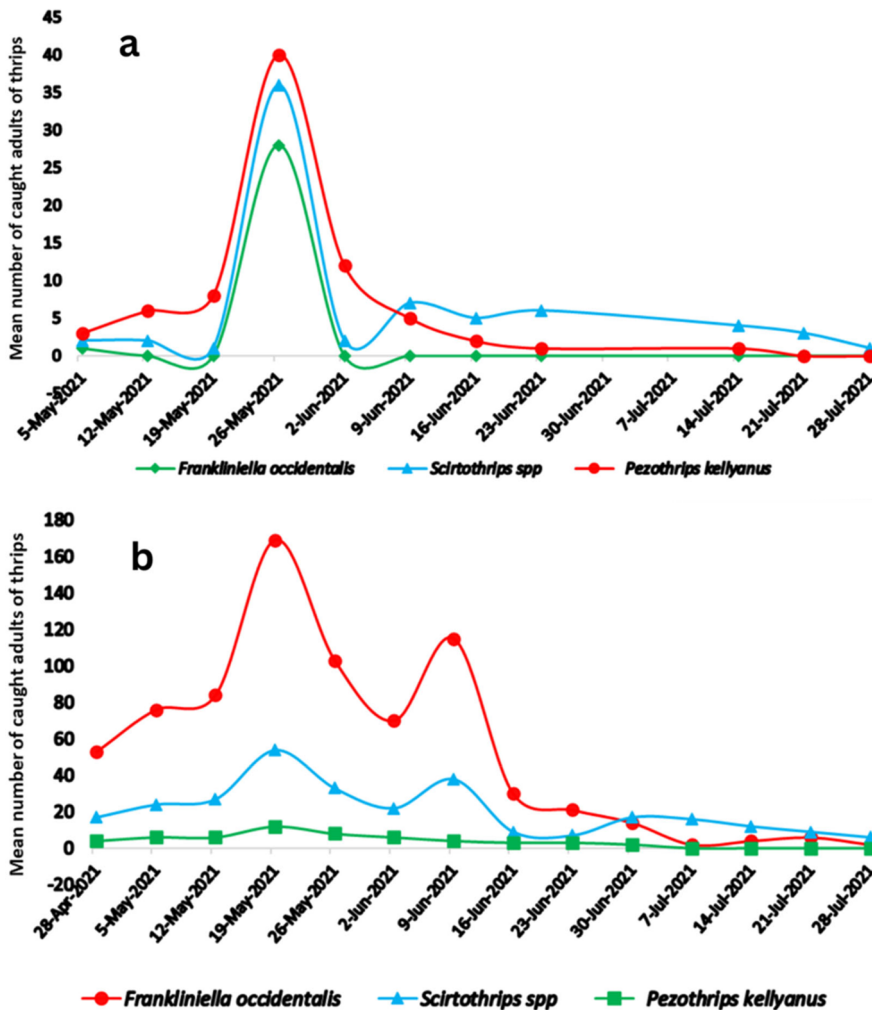 a
Mean number of caught adults of thrips
45
40
35
30
25
20
15
10
5
0
5-May-2021
12-May-2021
19-May-2021
26-May-2021
2-Jun-2021
9-Jun-2021
16-Jun-2021
23-Jun-2021
30-Jun-2021
7-Jul-2021
14-Jul-2021
21-Jul-2021
28-Jul-2021
Frankliniella occidentalis Scirtothrips spp Pezothrips kellyanus
b
Mean number of caught adults of thrips
180
160
140
120
100
80
60
40
20
0
-20
28-Apr-2021
5-May-2021
12-May-2021
19-May-2021
26-May-2021
2-Jun-2021
9-Jun-2021
16-Jun-2021
23-Jun-2021
30-Jun-2021
7-Jul-2021
14-Jul-2021
21-Jul-2021
28-Jul-2021
Frankliniella occidentalis Scirtothrips spp Pezothrips kellyanus